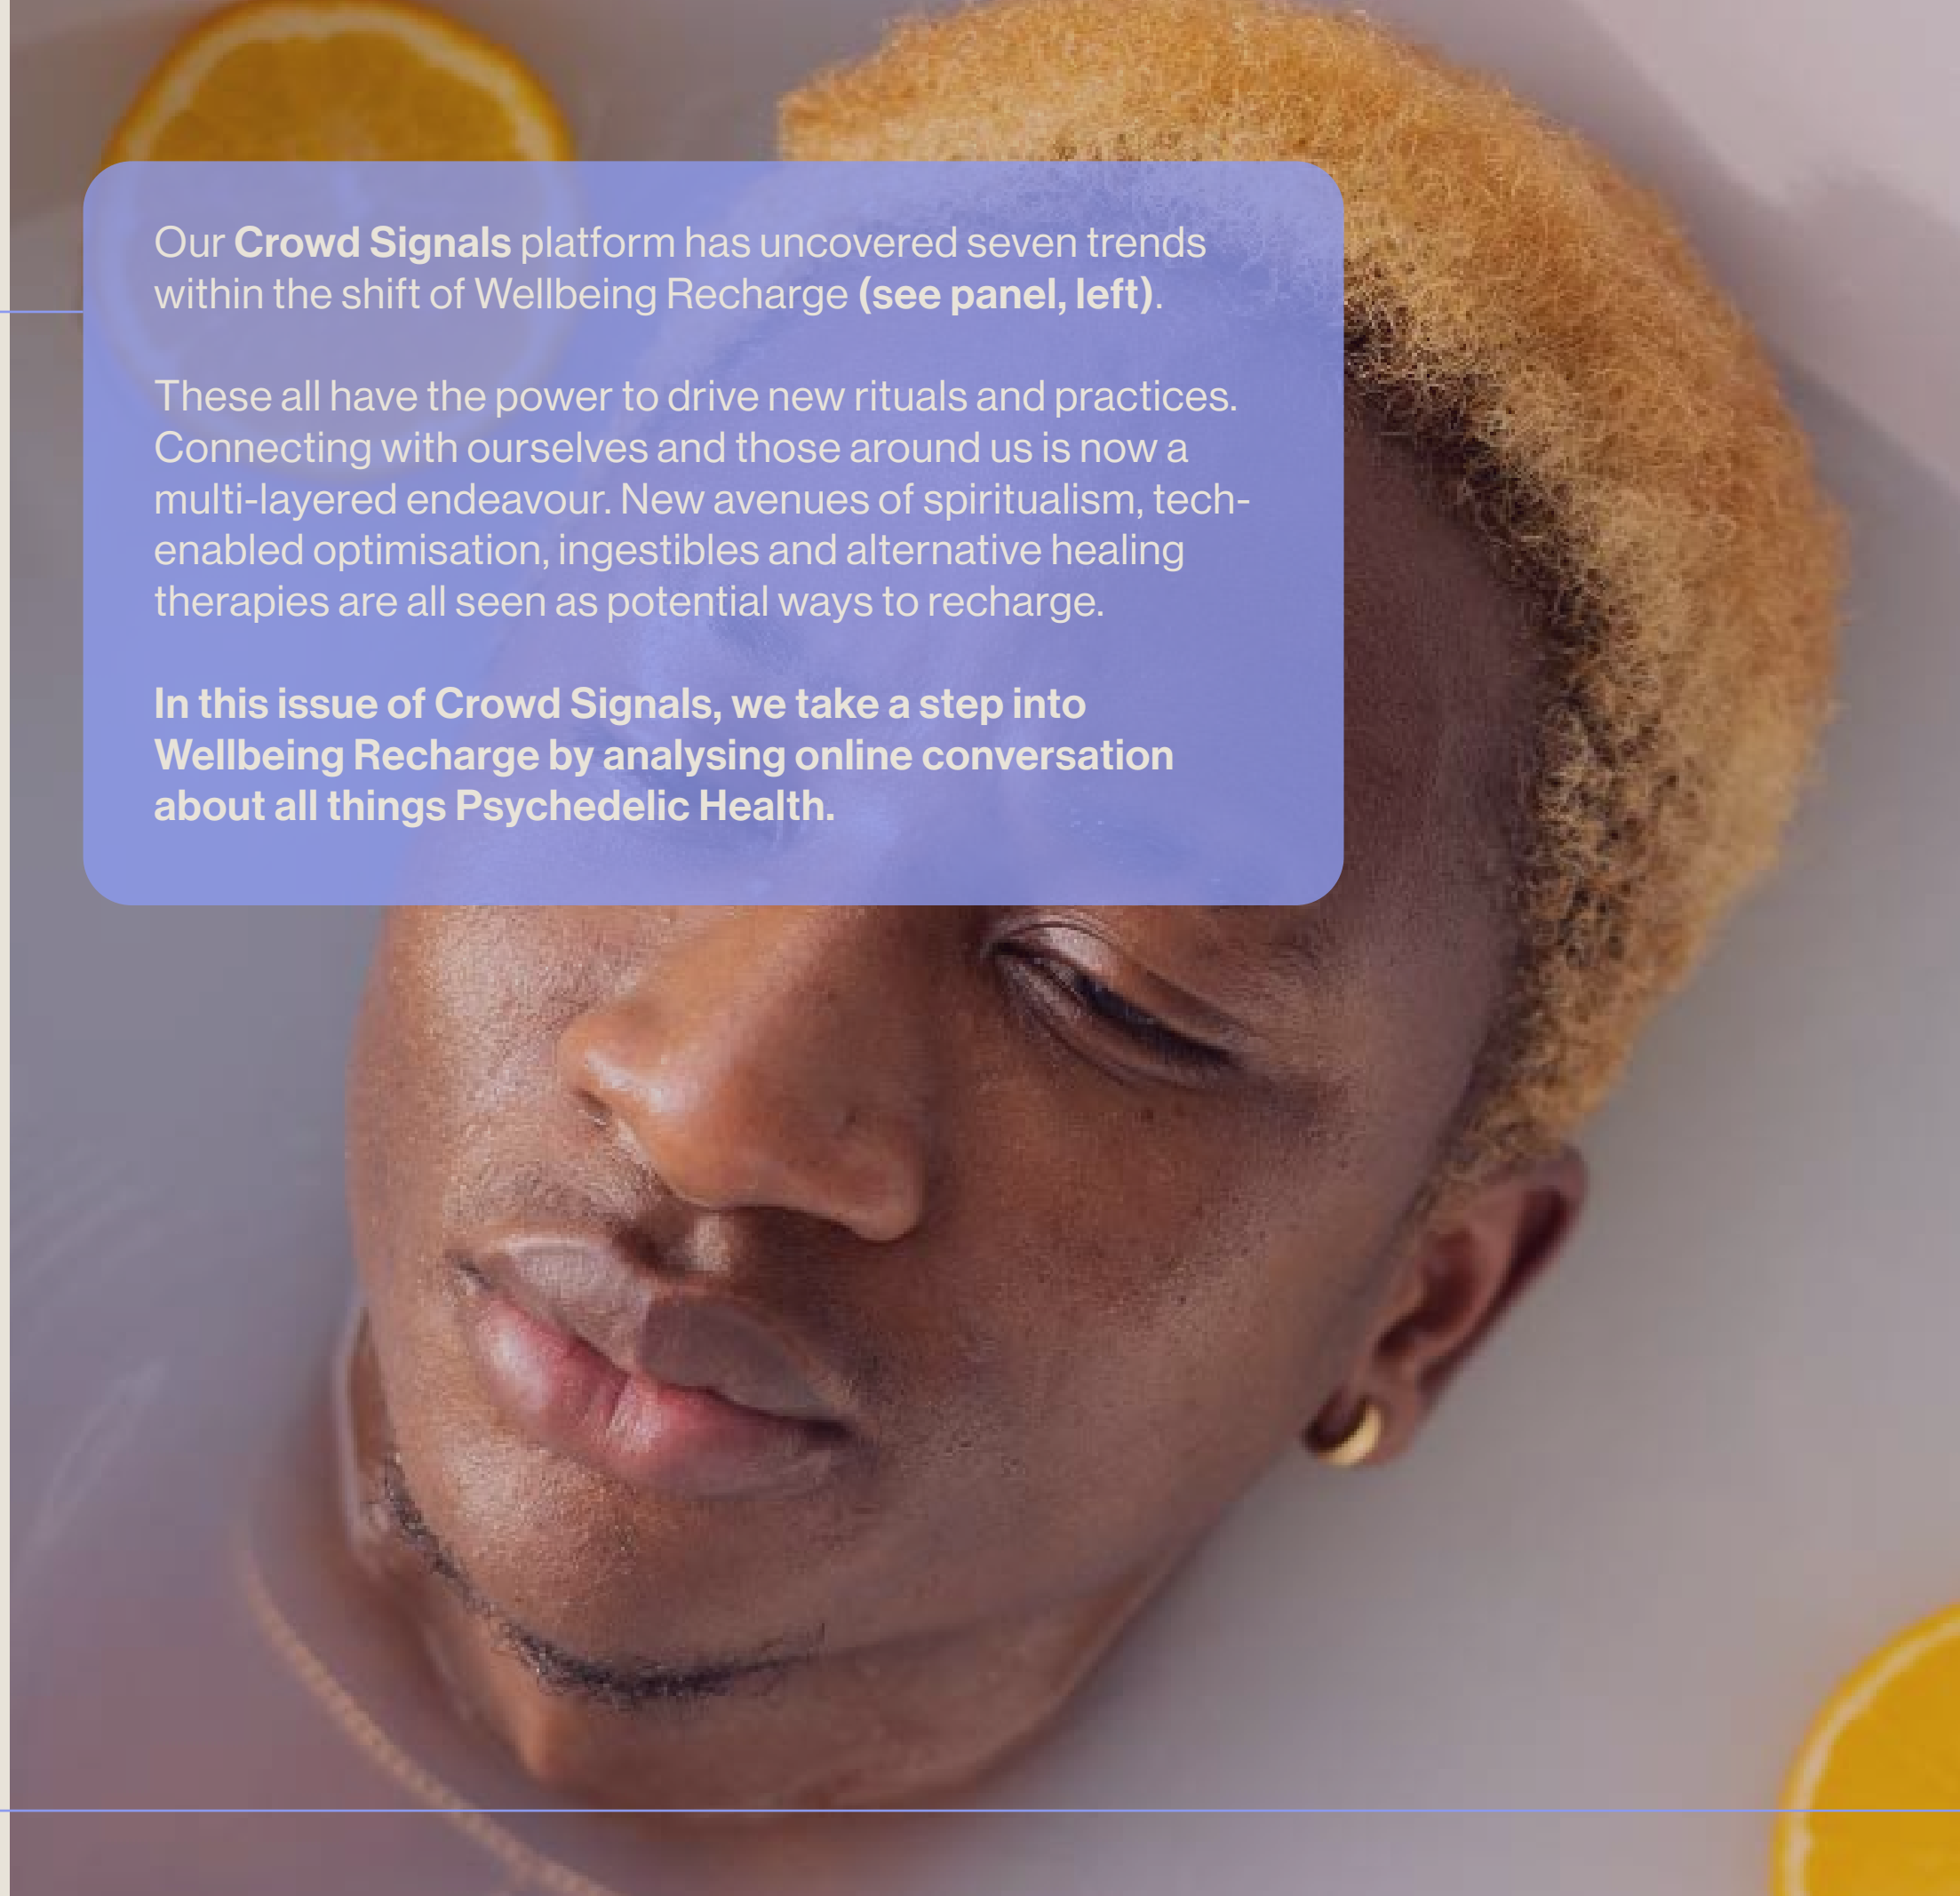 Our Crowd Signals platform has uncovered seven trends
within the shift of Wellbeing Recharge (see panel, left).
These all have the power to drive new rituals and practices.
Connecting with ourselves and those around us is now a
multi-layered endeavour. New avenues of spiritualism, tech-
enabled optimisation, ingestibles and alternative healing
therapies are all seen as potential ways to recharge.
In this issue of Crowd Signals, we take a step into
Wellbeing Recharge by analysing online conversation
about all things Psychedelic Health.